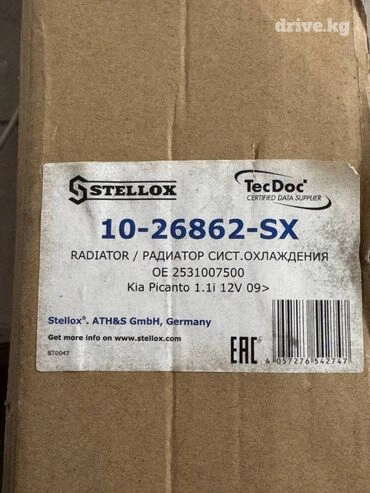 drive.kg
STELLOX
TecDoc
CERTIFIED DATA SUPPLIER
10-26862-SX
RADIATOR / РАДИАТОР СИСТ.ОХЛАЖДЕНИЯ
OE 2531007500
Kia Picanto 1.1i 12V 09>
Stellox®, ATH&S GmbH, Germany
Get more info on www.stellox.com
ST0047
EAC
4 057276 542747